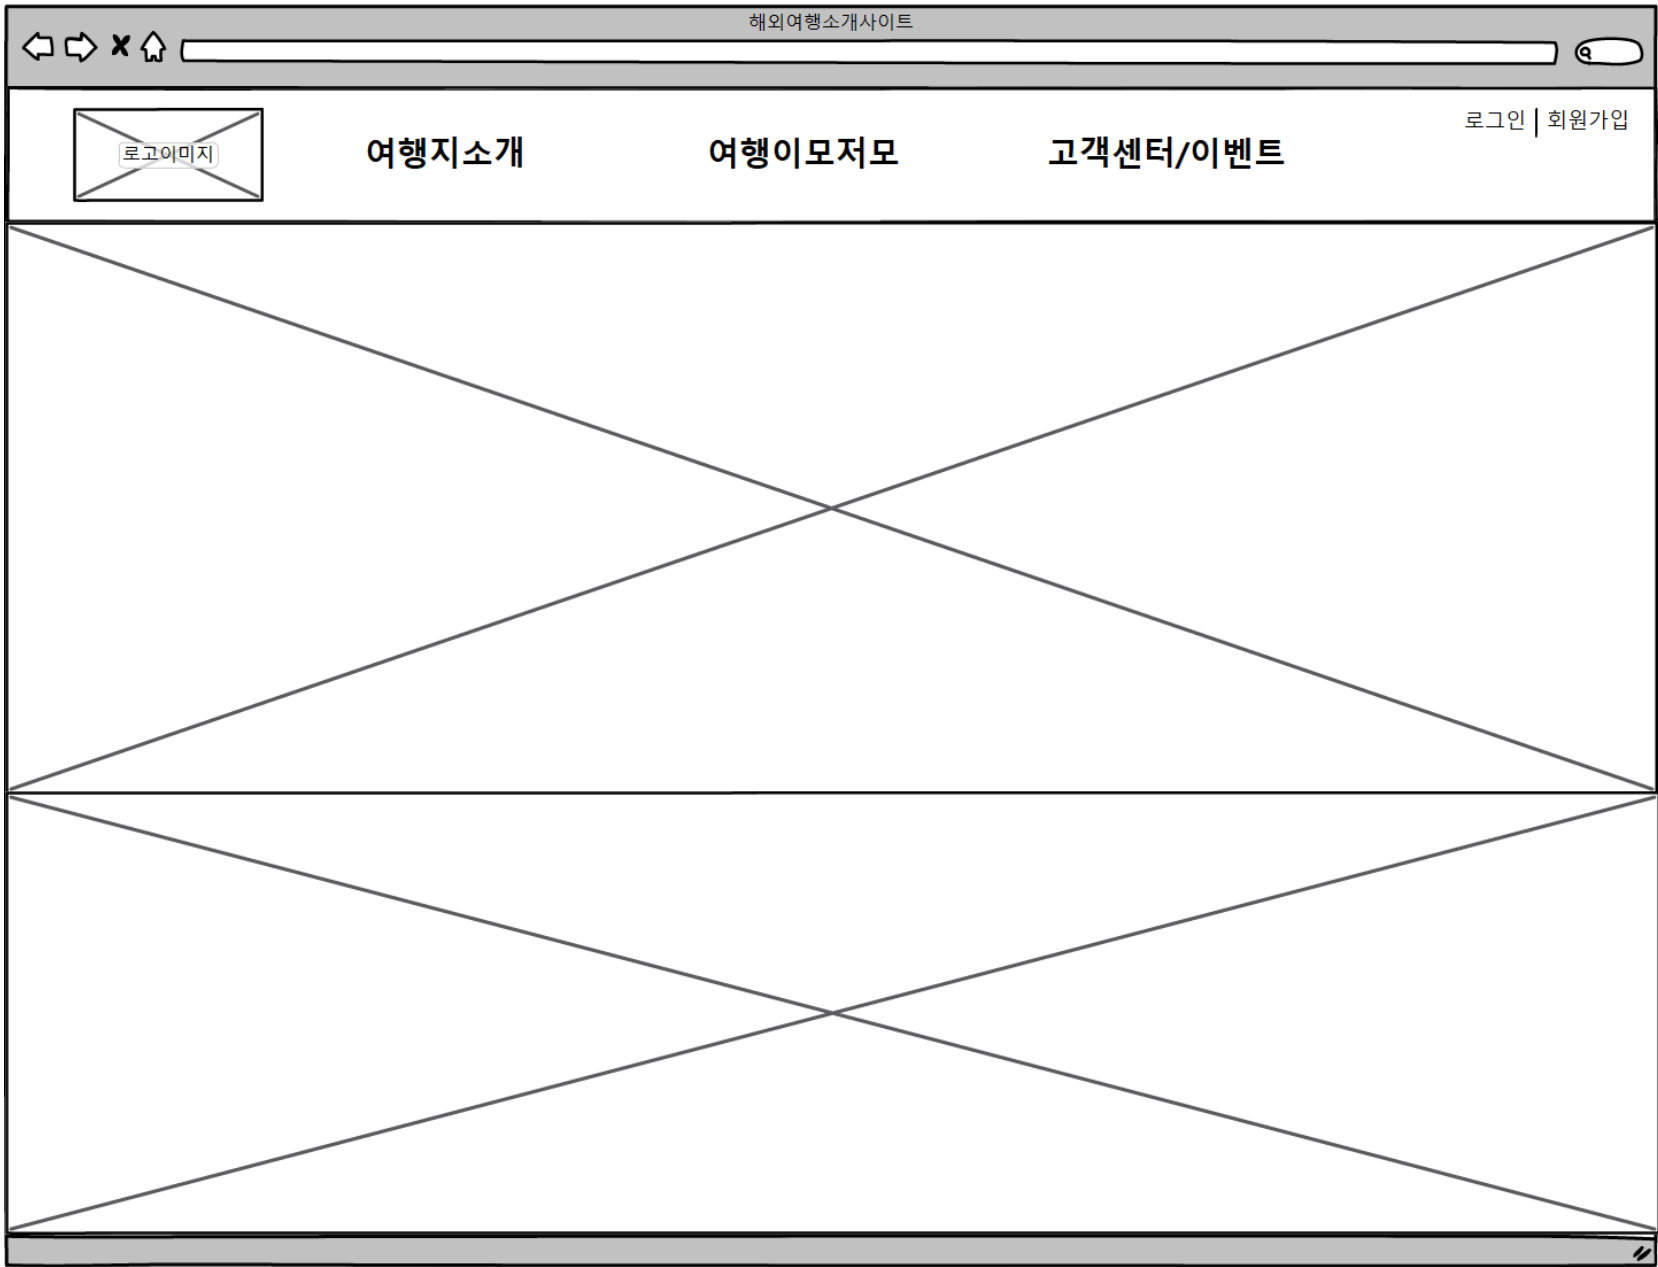 해외여행소개사이트
로그인 | 회원가입
로고이미지
여행지소개
여행이모저모
고객센터/이벤트